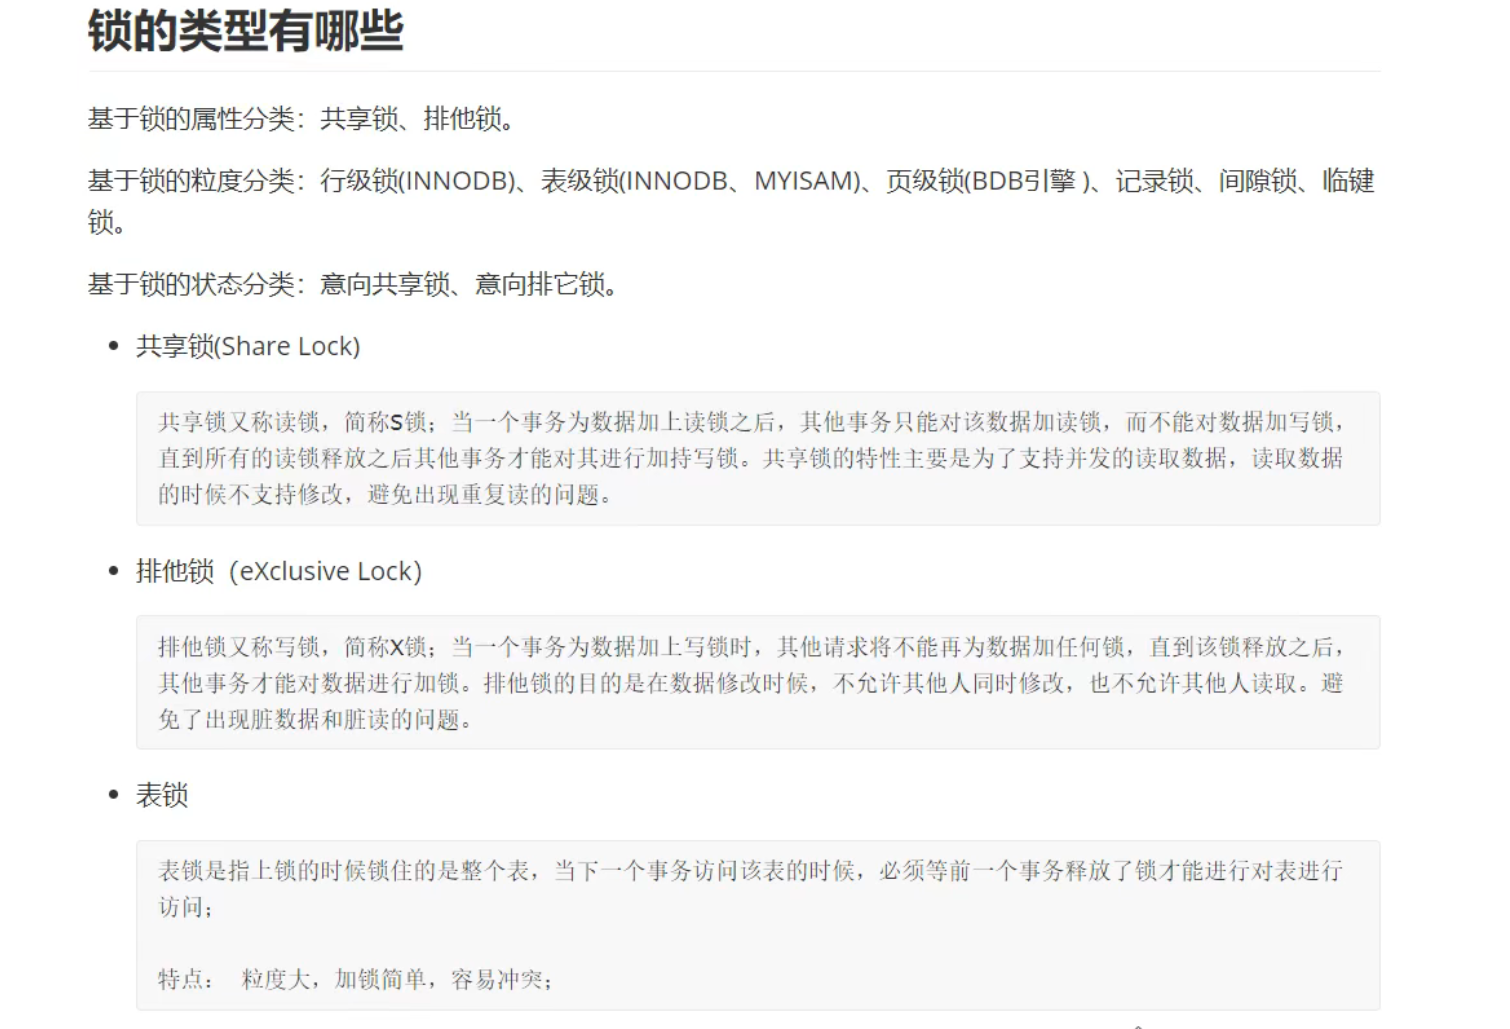 锁的类型有哪些
基于锁的属性分类：共享锁、排他锁。
基于锁的粒度分类：行级锁(INNODB)、表级锁(INNODB、MYISAM)、页级锁(BDB引擎 )、记录锁、间隙锁、临键
锁。
基于锁的状态分类：意向共享锁、意向排它锁。
共享锁(Share Lock)
共享锁又称读锁，简称S锁；当一个事务为数据加上读锁之后，其他事务只能对该数据加读锁，而不能对数据加写锁，
直到所有的读锁释放之后其他事务才能对其进行加持写锁。共享锁的特性主要是为了支持并发的读取数据，读取数据
的时候不支持修改，避免出现重复读的问题。
排他锁（eXclusive Lock）
排他锁又称写锁，简称X锁；当一个事务为数据加上写锁时，其他请求将不能再为数据加任何锁，直到该锁释放之后，
其他事务才能对数据进行加锁。排他锁的目的是在数据修改时候，不允许其他人同时修改，也不允许其他人读取。避
免了出现脏数据和脏读的问题。
表锁
表锁是指上锁的时候锁住的是整个表，当下一个事务访问该表的时候，必须等前一个事务释放了锁才能进行对表进行
访问；
特点： 粒度大，加锁简单，容易冲突；